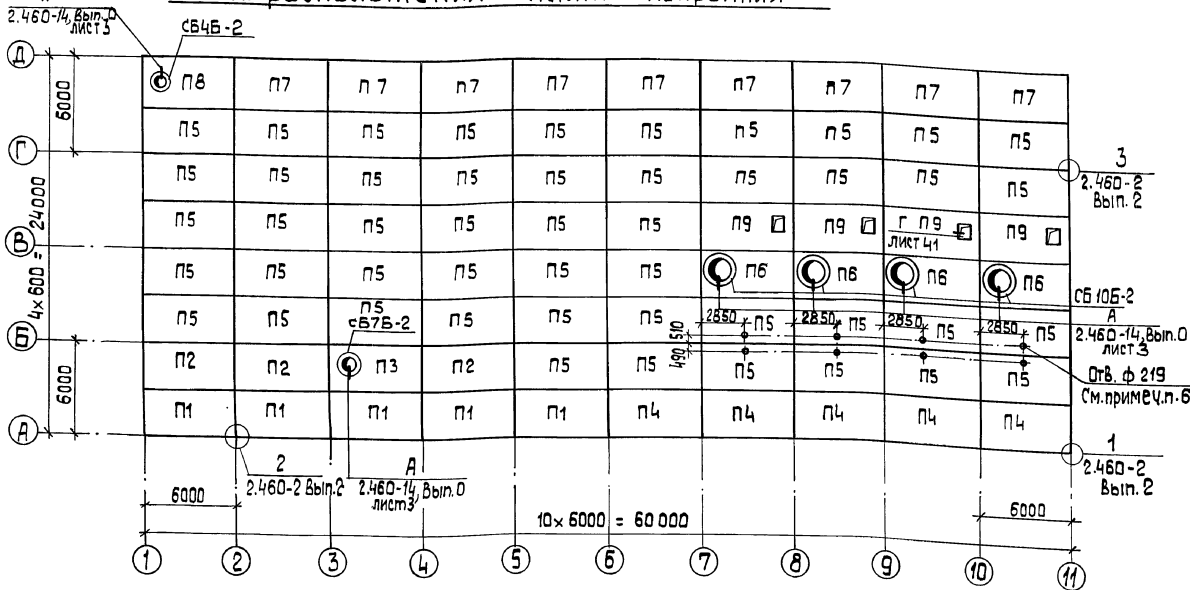 расположения плит покрытия
2.460-14, Вып.0
лист 3
СБ4Б-2
Д
П8 П7 П7 П7 П7 П7 П7 П7 П7 П7
6000
П5 П5 П5 П5 П5 П5 П5 П5 П5 П5
Г
3
2.460-2
Вып. 2
П5 П5 П5 П5 П5 П5 П5 П5 П5 П5
4×600 = 24000
П5 П5 П5 П5 П5 П5 П9 П9 Г П9 П9
лист 41
В
П5 П5 П5 П5 П5 П5 П6 П6 П6 П6
СБ 10Б-2
А
2.460-14, Вып.0
лист 3
П5 П5 П5 П5 П5 П5 2850 П5 2850 П5 2850 П5 2850 П5
СБ7Б-2
Б
510
490
П2 П2 П3 П2 П5 П5 П5 П5 П5 П5
Отв. ф 219
См.примеч.п.6
6000
П1 П1 П1 П1 П1 П4 П4 П4 П4 П4
А
2
2.460-2 Вып.2
А
2.460-14, Вып.0
лист3
1
2.460-2
Вып. 2
6000
10×6000 = 60 000
6000
1 2 3 4 5 6 7 8 9 10 11